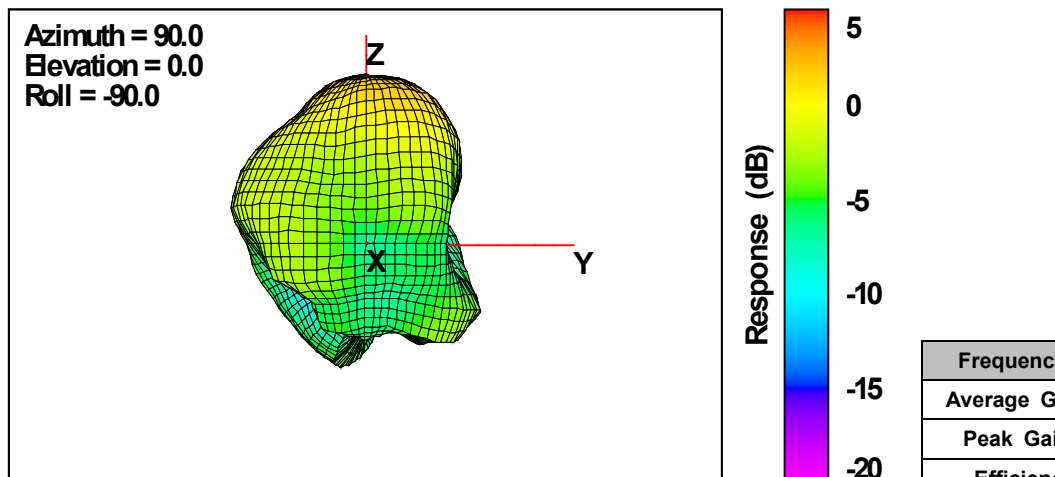 Azimuth = 90.0
Elevation = 0.0
Roll = -90.0
Z
Y
X
Response (dB)
5
0
-5
-10
-15
-20
Average
Peak